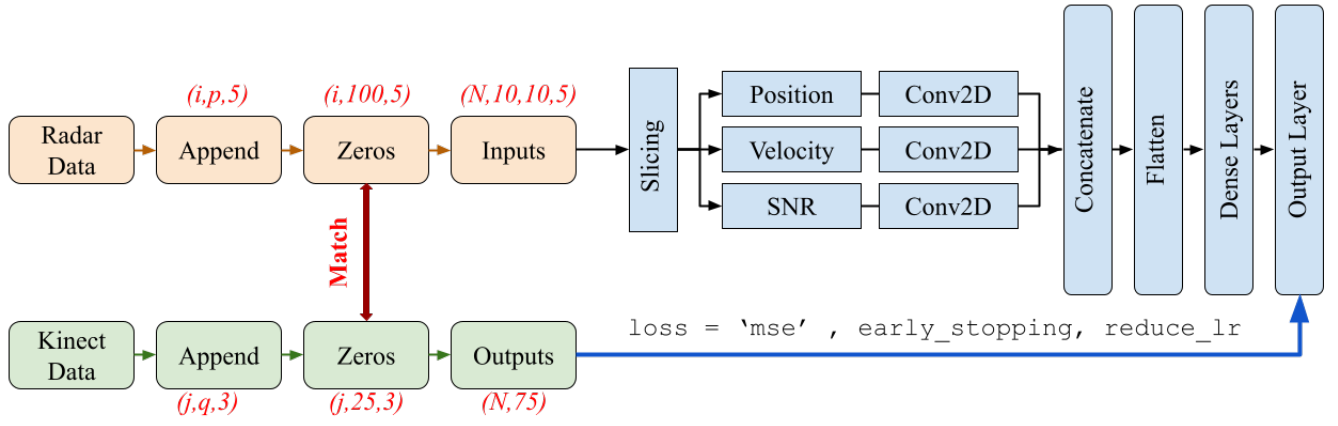 (i,p,5)
(i,100,5)
(N,10,10,5)
Radar
Data
Append
Zeros
Inputs
Slicing
Position
Conv2D
Velocity
Conv2D
SNR
Conv2D
Concatenate
Flatten
Dense Layers
Output Layer
Match
loss = ‘mse’ , early_stopping, reduce_lr
Kinect
Data
Append
Zeros
Outputs
(j,q,3)
(j,25,3)
(N,75)